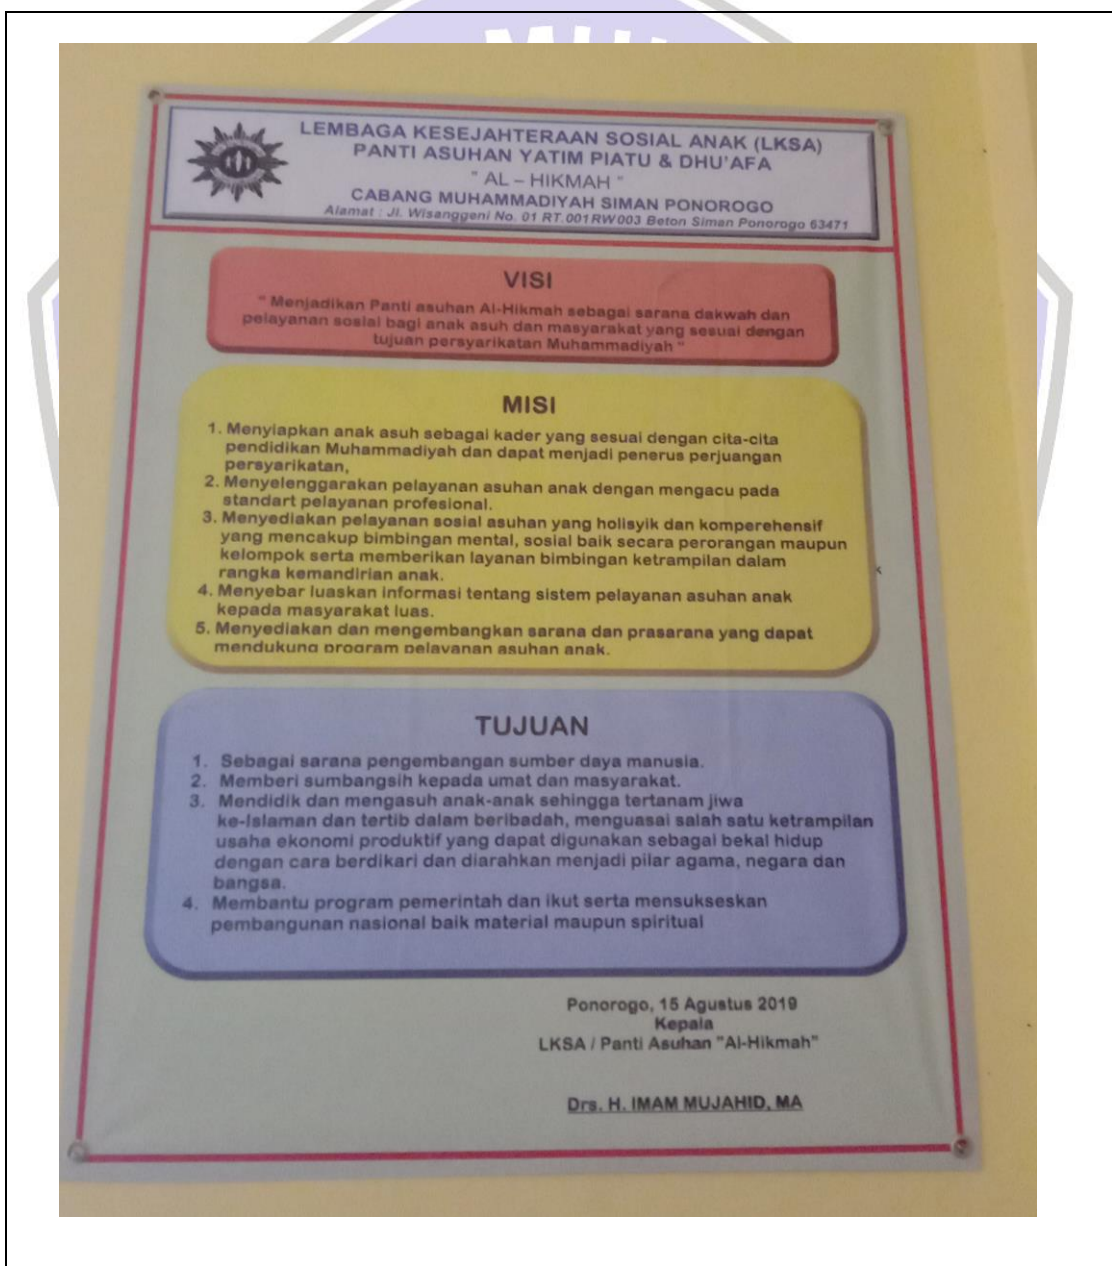 LEMBAGA KESEJAHTERAAN SOSIAL ANAK (LKSA)
PANTI ASUHAN YATIM PIATU & DHU'AFA
" AL – HIKMAH "
CABANG MUHAMMADIYAH SIMAN PONOROGO
Alamat : Jl. Wisanggeni No. 01 RT.001RW003 Beton Siman Ponorogo 63471
VISI
" Menjadikan Panti asuhan Al-Hikmah sebagai sarana dakwah dan
pelayanan sosial bagi anak asuh dan masyarakat yang sesuai dengan
tujuan persyarikatan Muhammadiyah "
MISI
1. Menyiapkan anak asuh sebagai kader yang sesuai dengan cita-cita
pendidikan Muhammadiyah dan dapat menjadi penerus perjuangan
persyarikatan,
2. Menyelenggarakan pelayanan asuhan anak dengan mengacu pada
standart pelayanan profesional.
3. Menyediakan pelayanan sosial asuhan yang holisyik dan komperehensif
yang mencakup bimbingan mental, sosial baik secara perorangan maupun
kelompok serta memberikan layanan bimbingan ketrampilan dalam
rangka kemandirian anak.
4. Menyebar luaskan informasi tentang sistem pelayanan asuhan anak
kepada masyarakat luas.
5. Menyediakan dan mengembangkan sarana dan prasarana yang dapat
mendukung program pelayanan asuhan anak.
TUJUAN
1. Sebagai sarana pengembangan sumber daya manusia.
2. Memberi sumbangsih kepada umat dan masyarakat.
3. Mendidik dan mengasuh anak-anak sehingga tertanam jiwa
ke-Islaman dan tertib dalam beribadah, menguasai salah satu ketrampilan
usaha ekonomi produktif yang dapat digunakan sebagai bekal hidup
dengan cara berdikari dan diarahkan menjadi pilar agama, negara dan
bangsa.
4. Membantu program pemerintah dan ikut serta mensukseskan
pembangunan nasional baik material maupun spiritual
Ponorogo, 15 Agustus 2019
Kepala
LKSA / Panti Asuhan "Al-Hikmah"
Drs. H. IMAM MUJAHID, MA